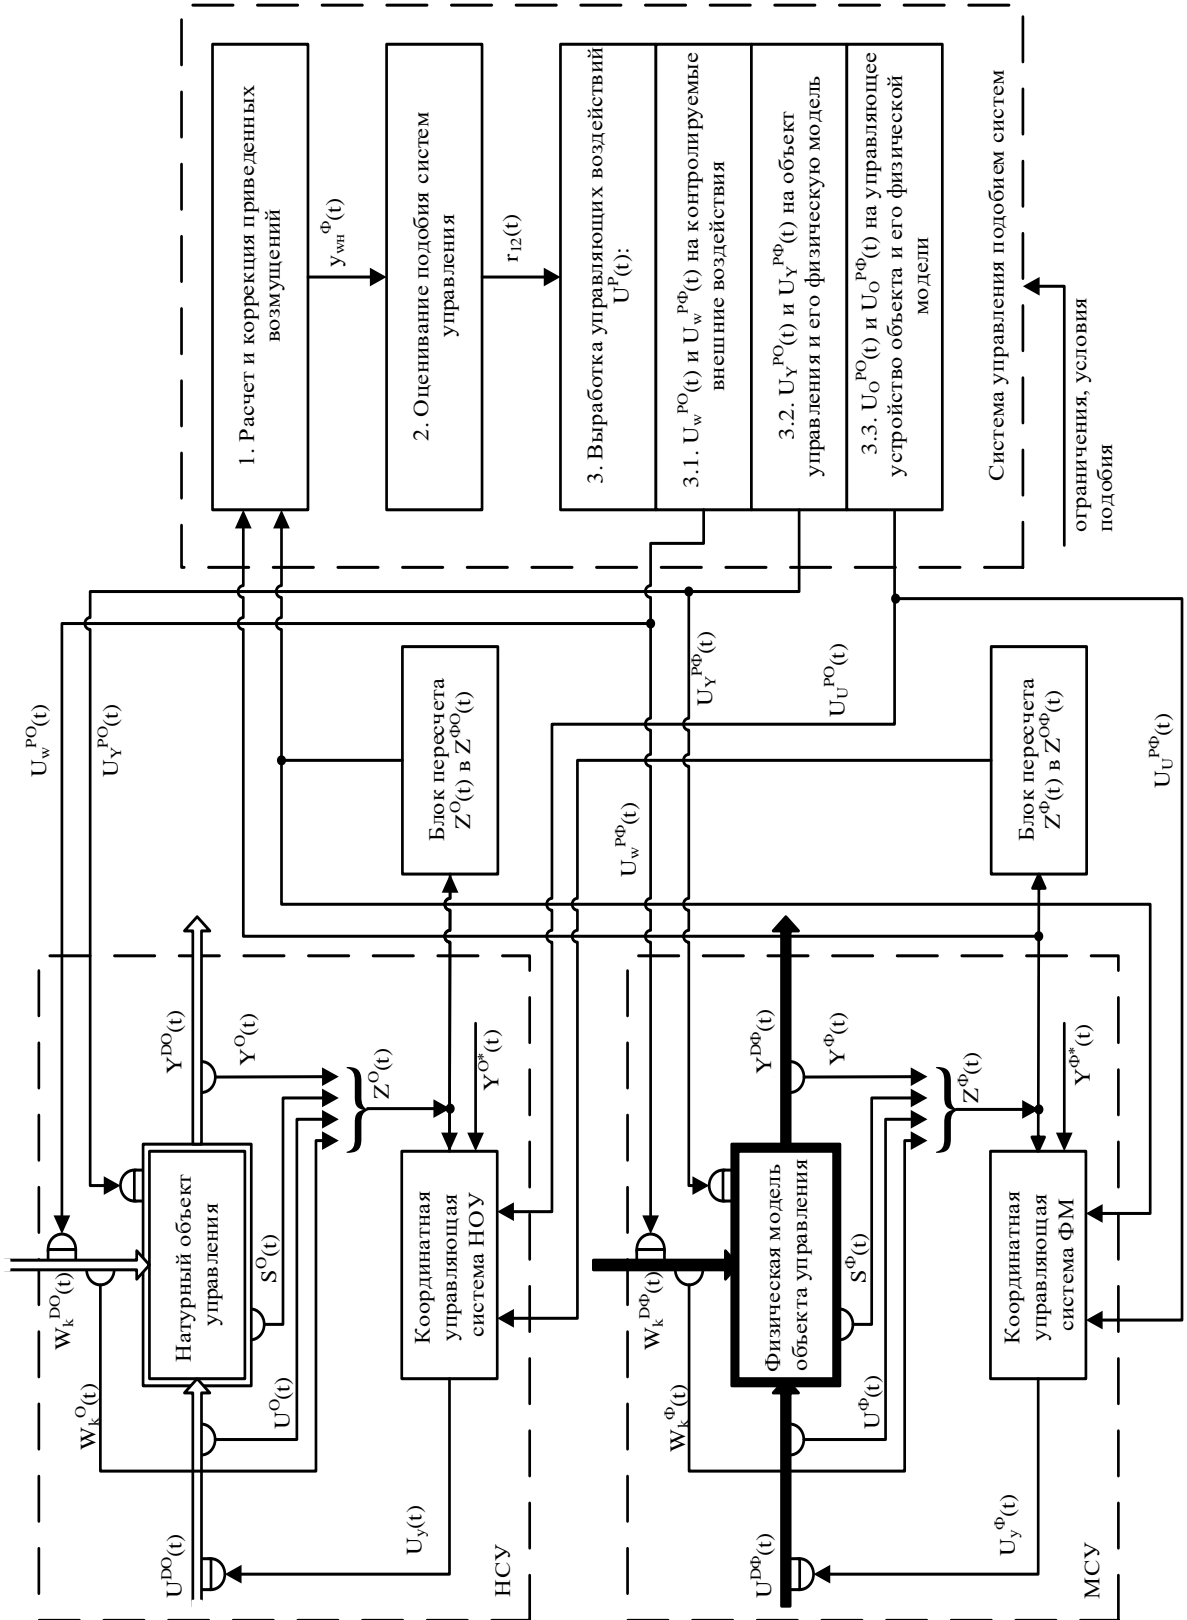 1. Расчет и коррекция приведенных
возмущений
y_wн^Ф(t)
2. Оценивание подобия систем
управления
r_12(t)
3. Выработка управляющих воздействий
U^P(t):
3.1. U_w^PO(t) и U_w^PФ(t) на контролируемые
внешние воздействия
3.2. U_Y^PO(t) и U_Y^PФ(t) на объект
управления и его физическую модель
3.3. U_O^PO(t) и U_O^PФ(t) на управляющее
устройство объекта и его физической
модели
Система управления подобием систем
ограничения, условия
подобия
U_w^PO(t)
U_Y^PO(t)
Блок пересчета
Z^O(t) в Z^ФO(t)
U_w^PФ(t)
U_Y^PФ(t)
U_U^PO(t)
Блок пересчета
Z^Ф(t) в Z^OФ(t)
U_U^PФ(t)
Y^DO(t)
Y^O(t)
Z^O(t)
Y^O*(t)
W_k^DO(t)
W_k^O(t)
Натурный объект
управления
S^O(t)
U^O(t)
U^DO(t)
Координатная
управляющая
система НОУ
U_y(t)
НСУ
Y^DФ(t)
Y^Ф(t)
Z^Ф(t)
Y^Ф*(t)
W_k^DФ(t)
W_k^Ф(t)
Физическая модель
объекта управления
S^Ф(t)
U^Ф(t)
U^DФ(t)
Координатная
управляющая
система ФМ
U_y^Ф(t)
МСУ